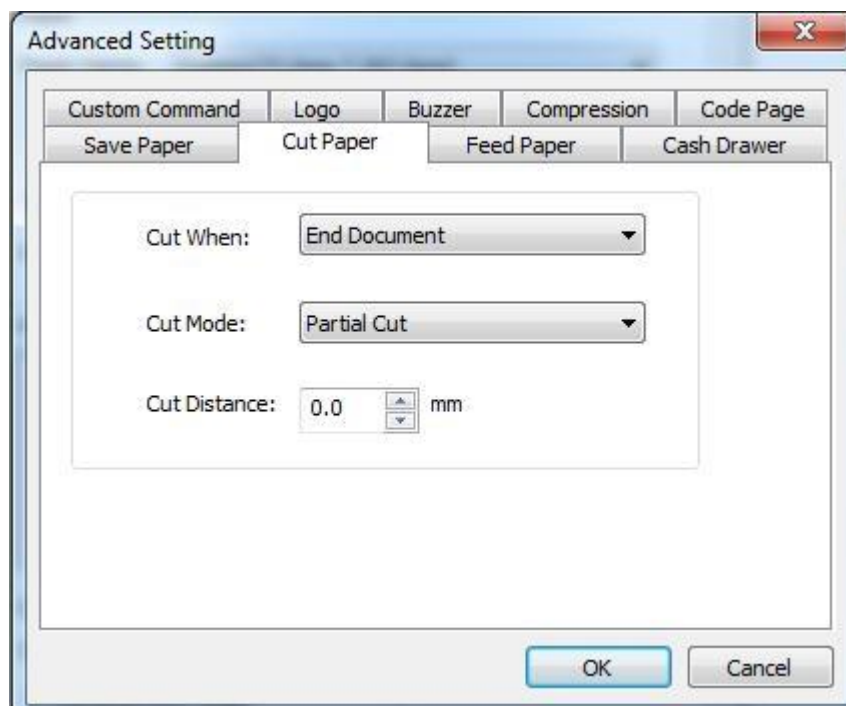 Advanced Setting
Custom Command Logo Buzzer Compression Code Page
Save Paper Cut Paper Feed Paper Cash Drawer
Cut When: End Document
Cut Mode: Partial Cut
Cut Distance: 0.0 mm
OK Cancel